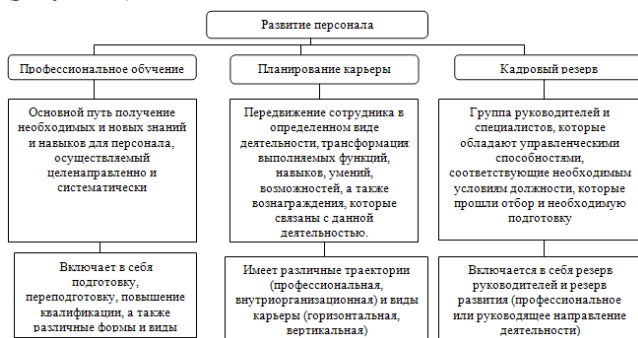 Развитие персонала
Профессиональное обучение
Планирование карьеры
Кадровый резерв
Основной путь получение
необходимых и новых знаний
и навыков для персонала,
осуществляемый
целенаправленно и
систематически
Передвижение сотрудника в
определенном виде
деятельности, трансформация
выполняемых функций,
навыков, умений,
возможностей, а также
вознаграждения, которые
связаны с данной
деятельностью.
Группа руководителей и
специалистов, которые
обладают управленческими
способностями,
соответствующие необходимым
условиям должности, которые
прошли отбор и необходимую
подготовку
Включает в себя
подготовку,
переподготовку, повышение
квалификации, а также
различные формы и виды
Имеет различные траектории
(профессиональная,
внутриорганизационная) и виды
карьеры (горизонтальная,
вертикальная)
Включается в себя резерв
руководителей и резерв
развития (профессиональное
или руководящее направление
деятельности)